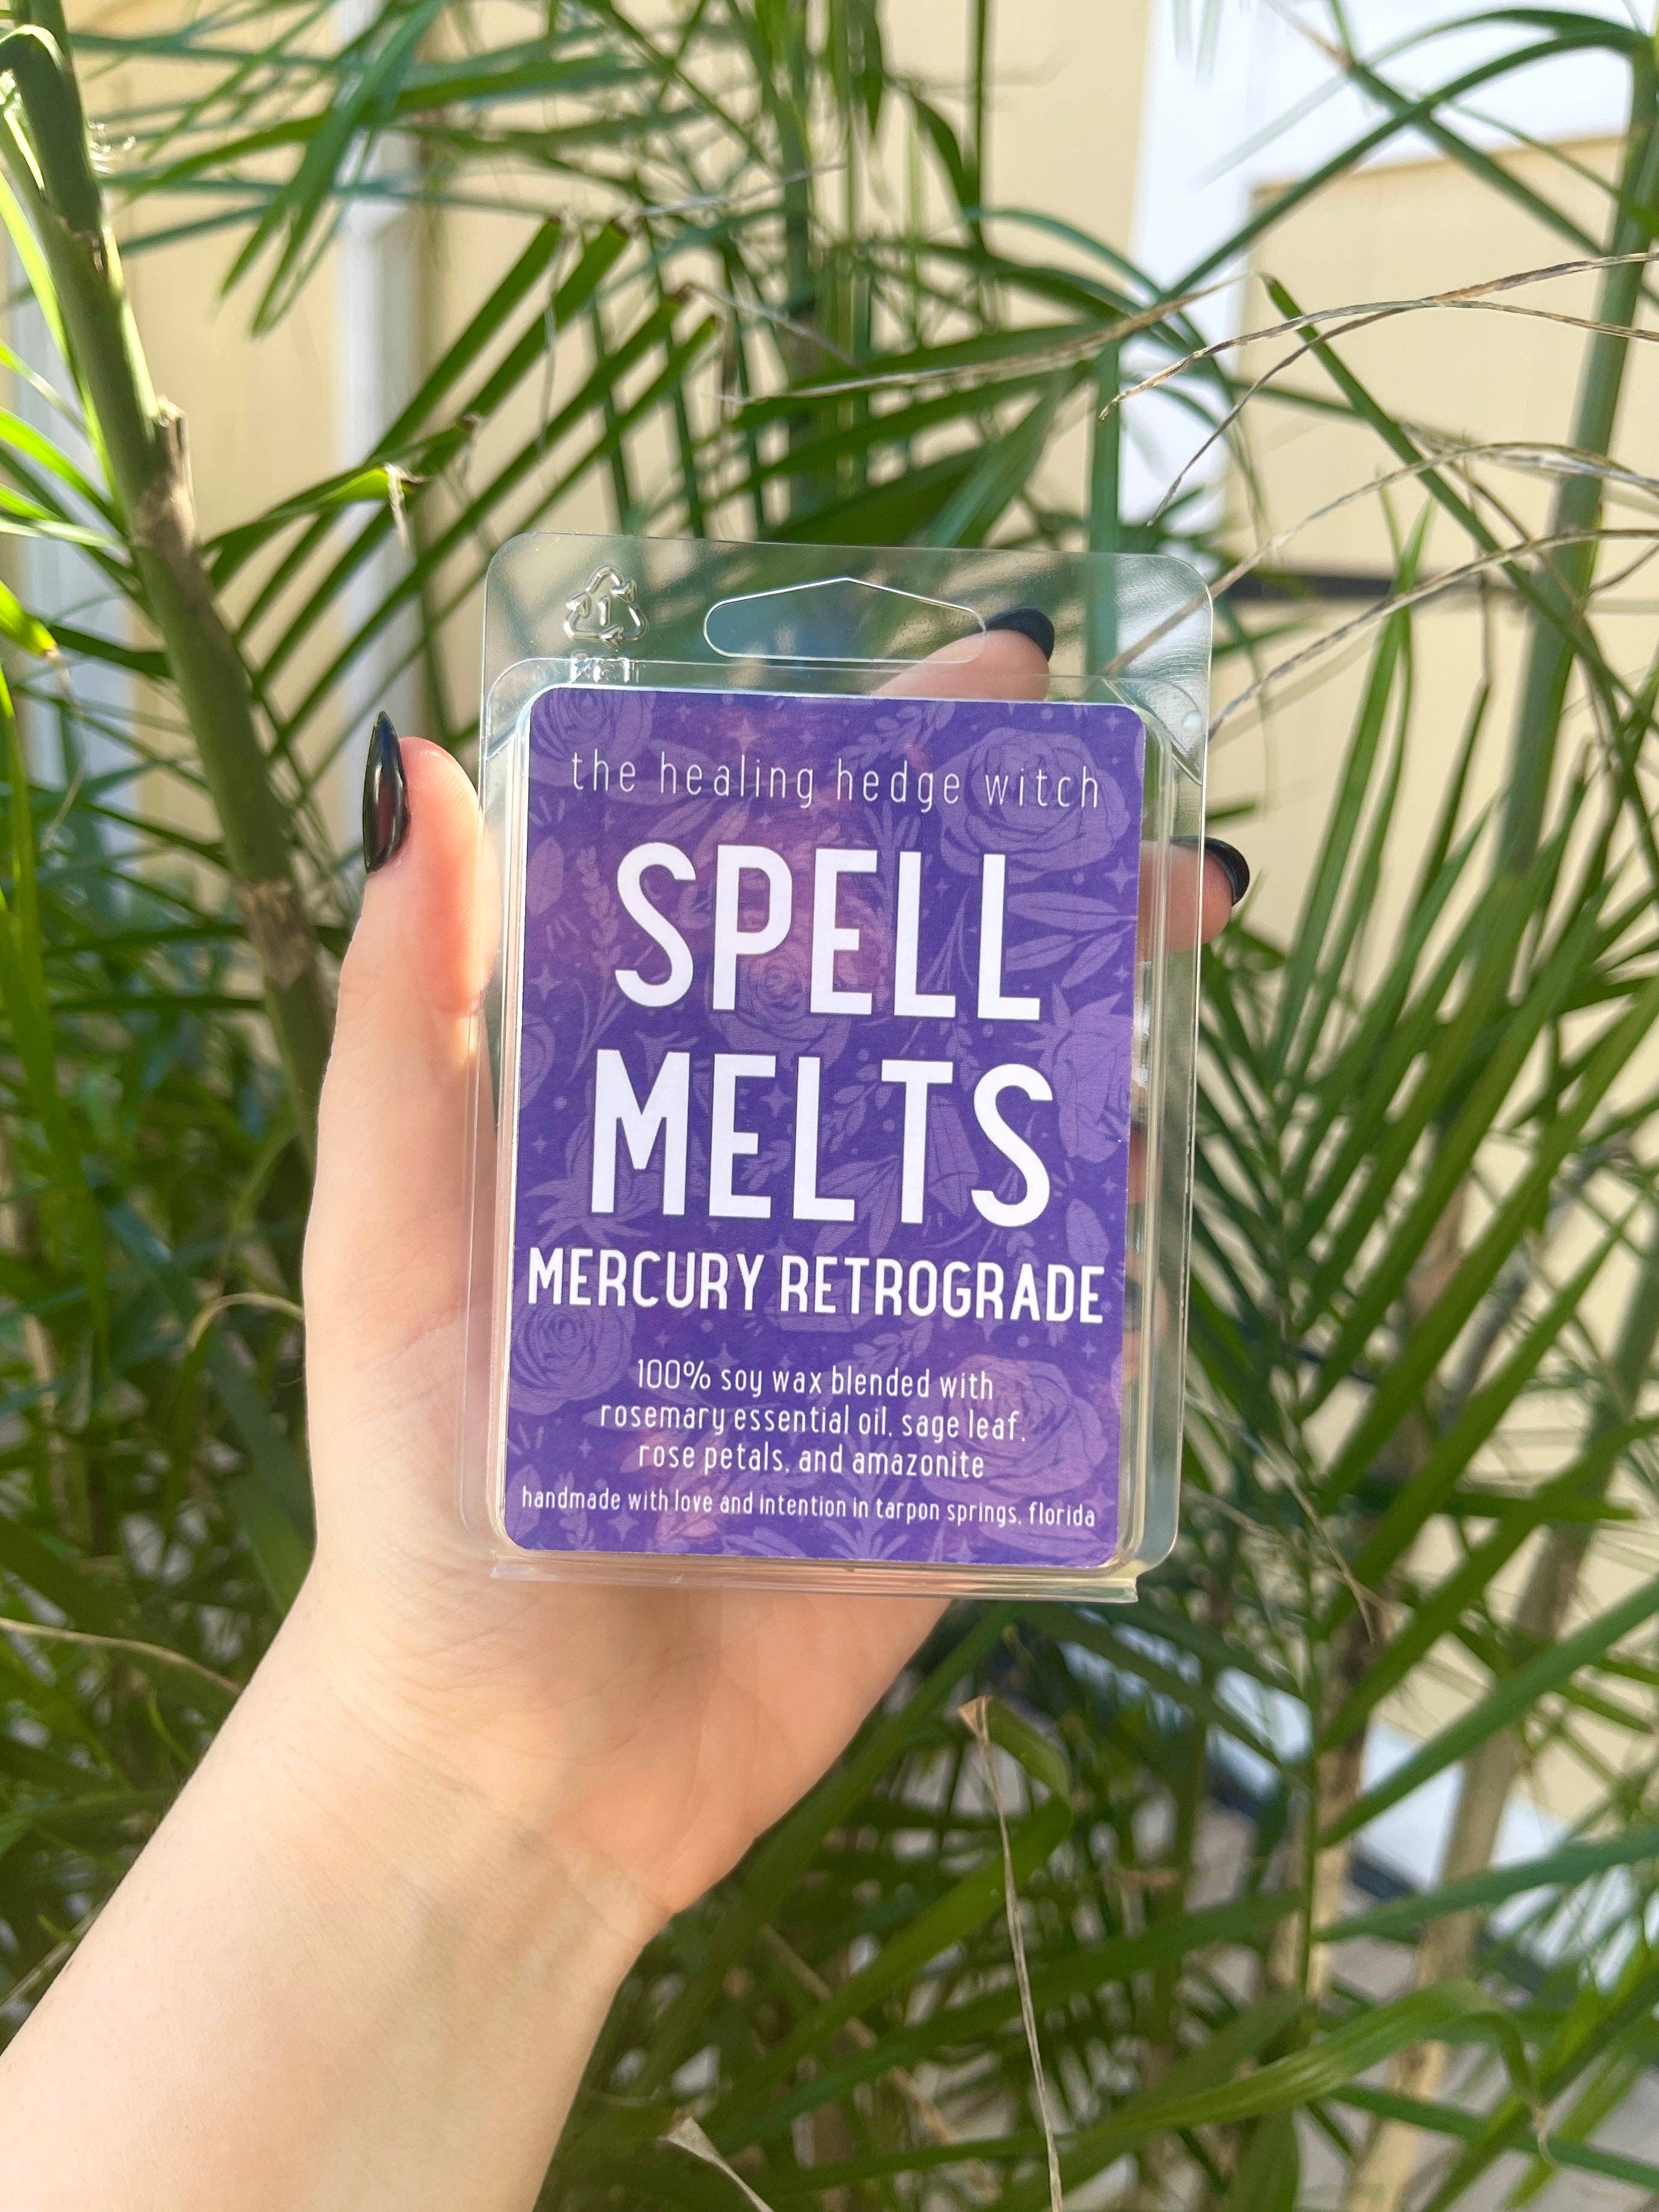 the healing hedge witch
SPELL
MELTS
MERCURY RETROGRADE
100% soy wax blended with
rosemary essential oil, sage leaf,
rose petals, and amazonite
handmade with love and intention in tarpon springs, florida